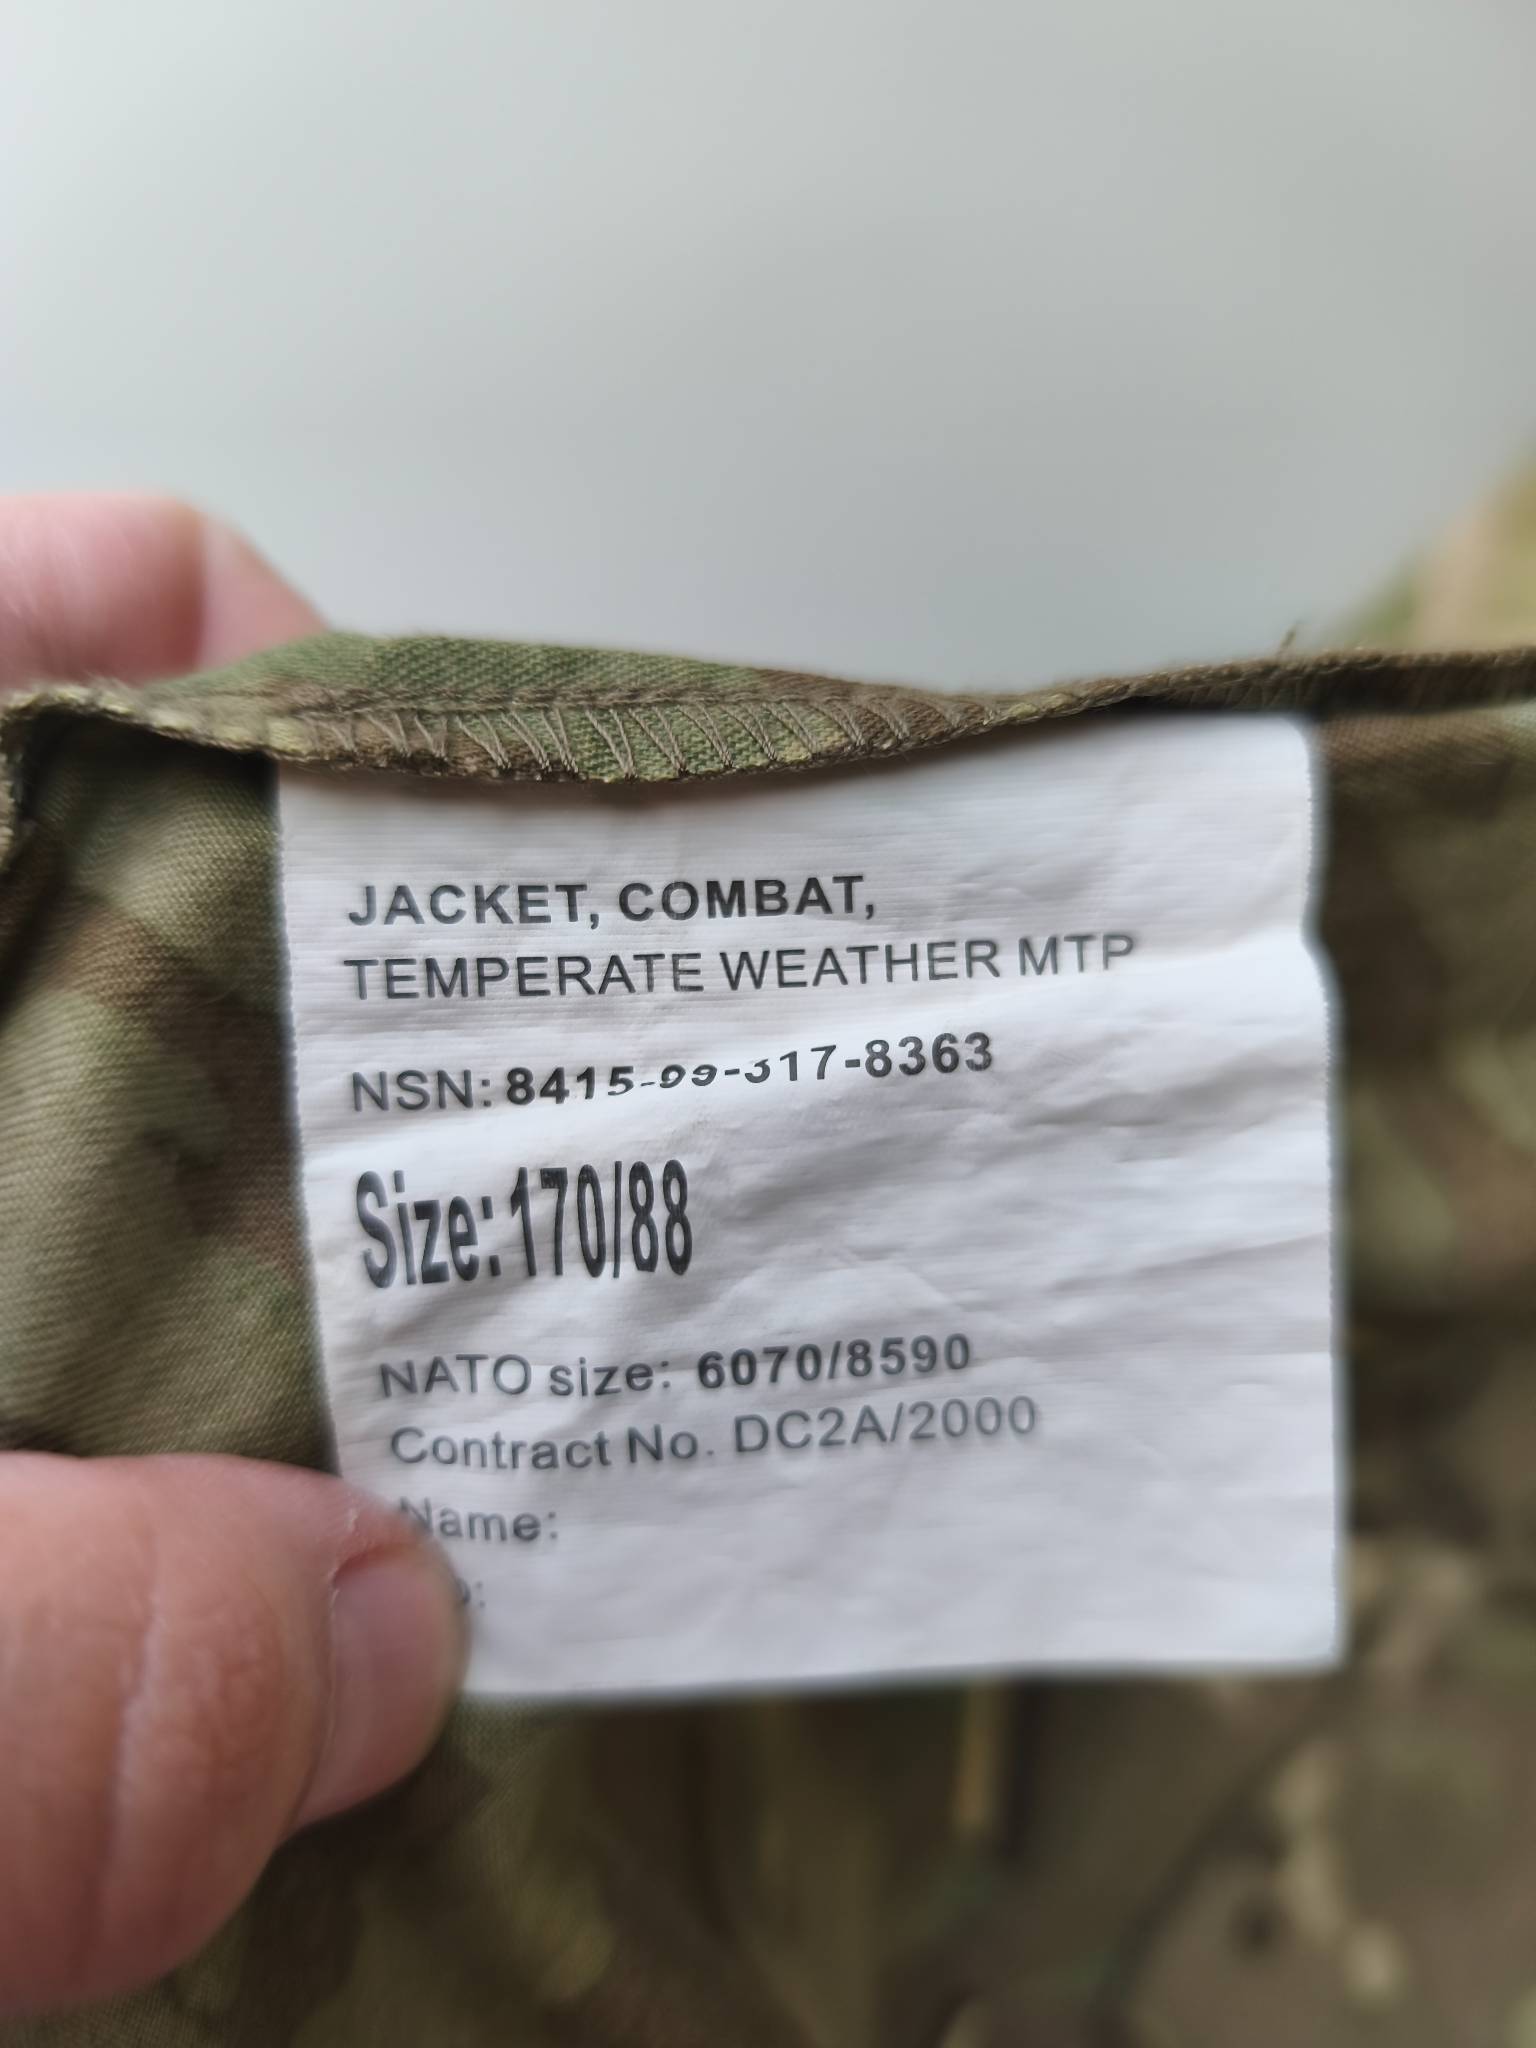 JACKET, COMBAT,
TEMPERATE WEATHER MTP
NSN: 8415-99-317-8363
Size: 170/88
NATO size: 6070/8590
Contract No. DC2A/2000
Name: